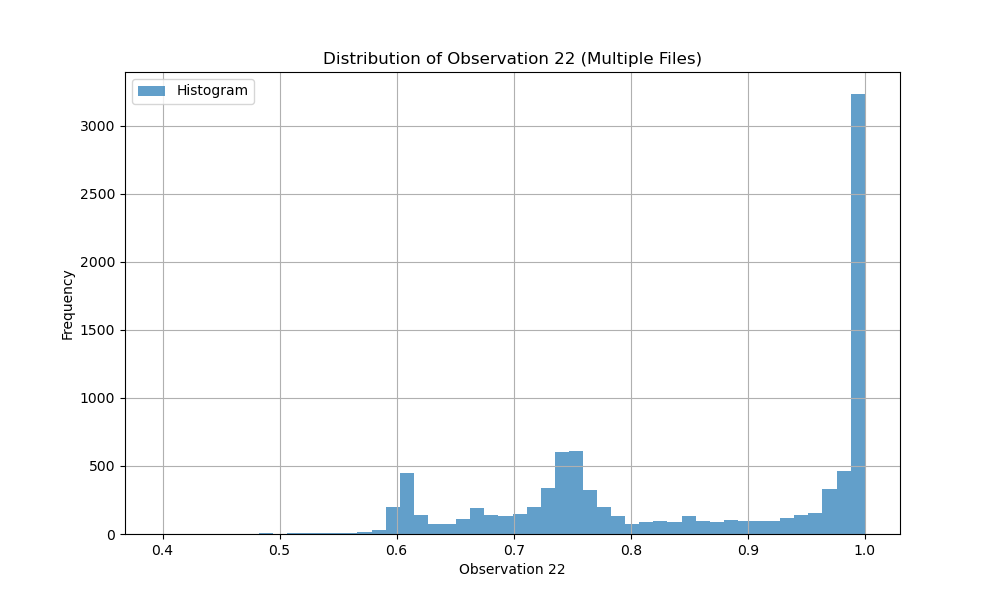 Distribution of Observation 22 (Multiple Files)
Histogram
3000
2500
2000
1500
1000
500
0
Frequency
0.4 0.5 0.6 0.7 0.8 0.9 1.0
Observation 22